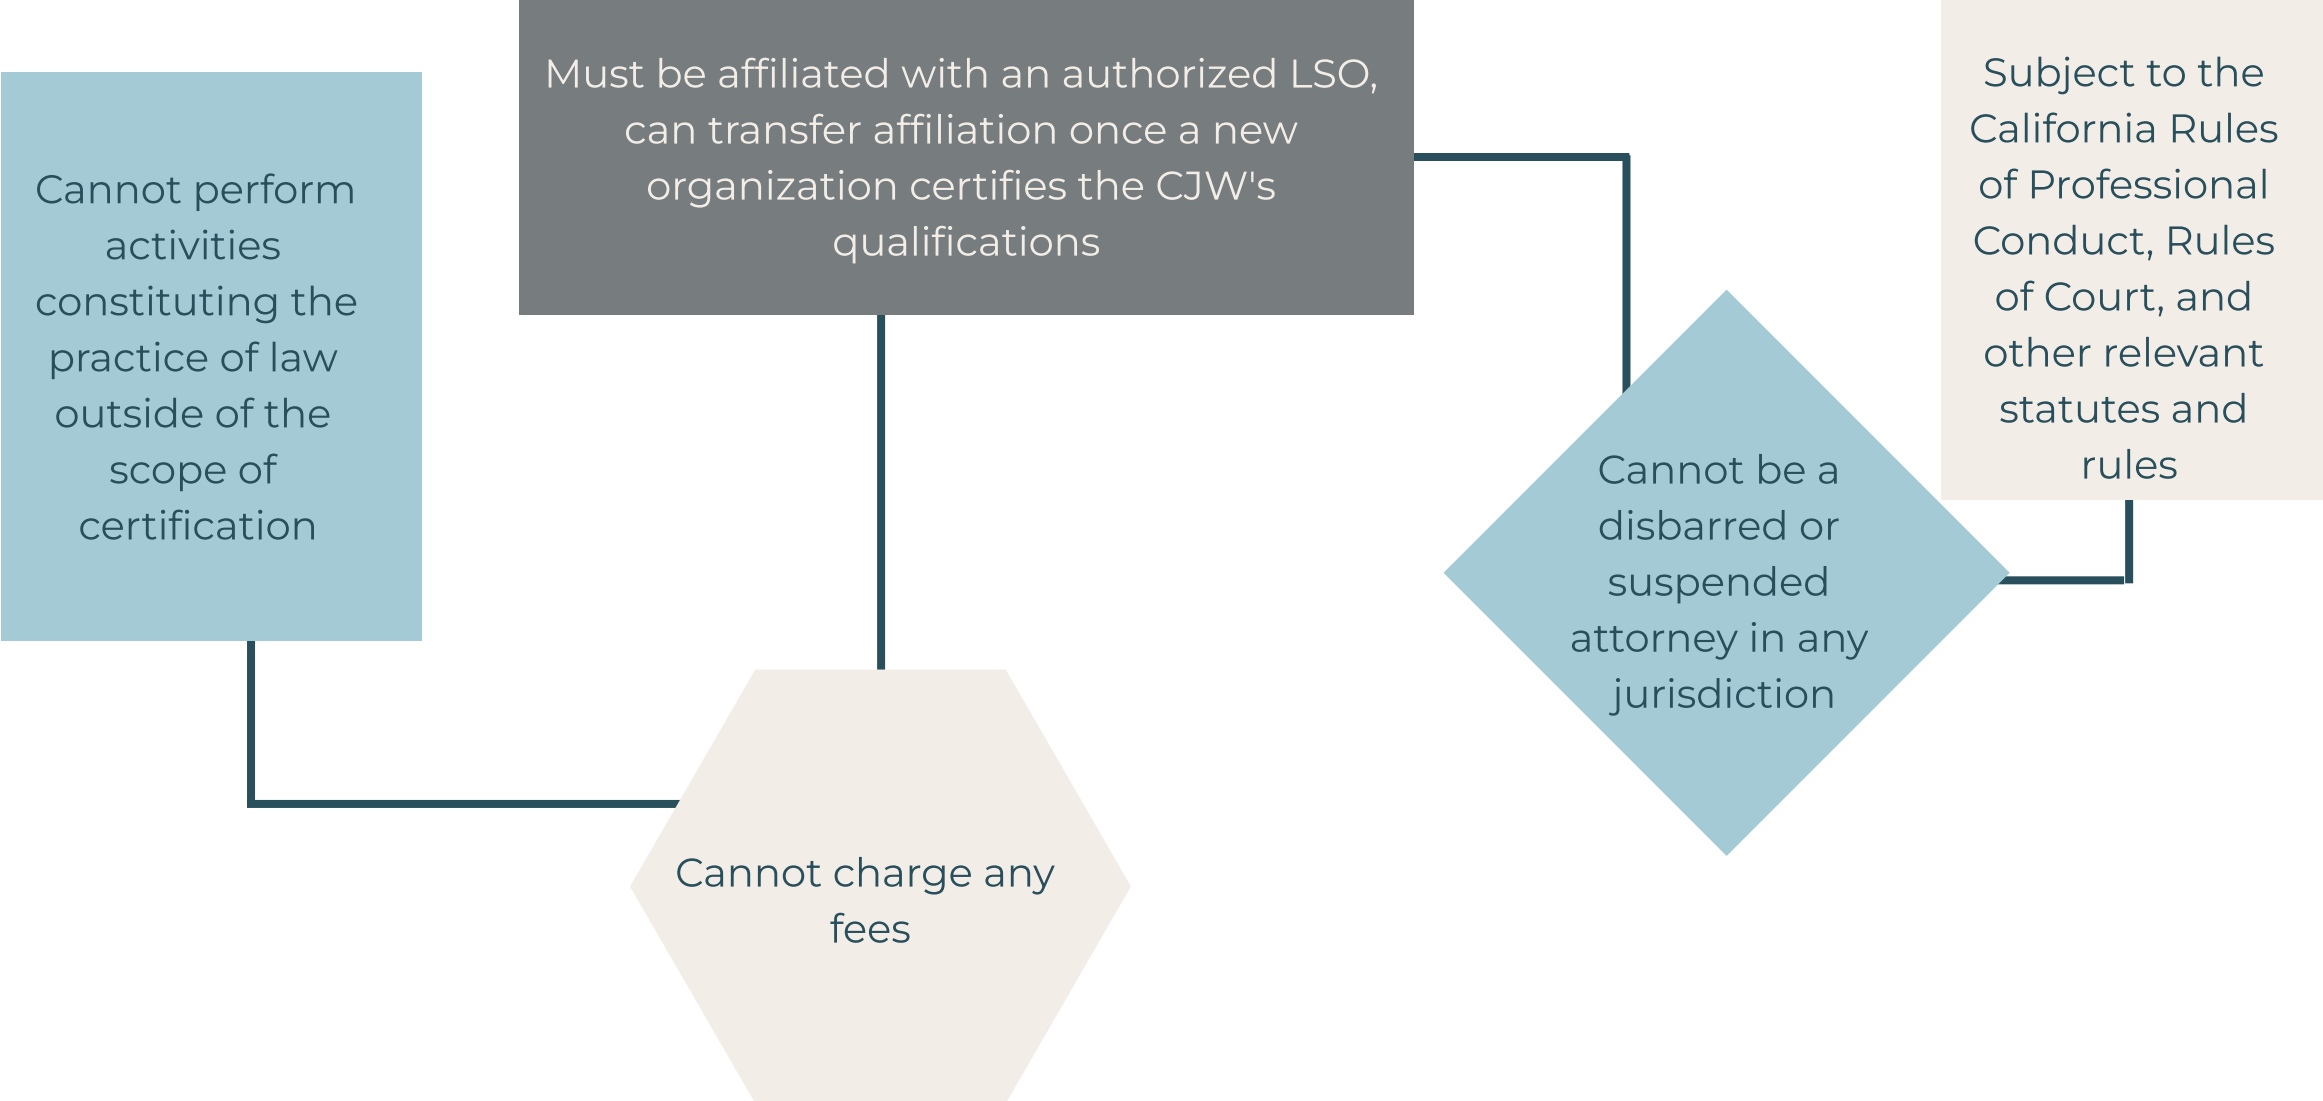 Cannot perform
activities
constituting the
practice of law
outside of the
scope of
certification
Must be affiliated with an authorized LSO,
can transfer affiliation once a new
organization certifies the CJW's
qualifications
Cannot charge any
fees
Cannot be a
disbarred or
suspended
attorney in any
jurisdiction
Subject to the
California Rules
of Professional
Conduct, Rules
of Court, and
other relevant
statutes and
rules